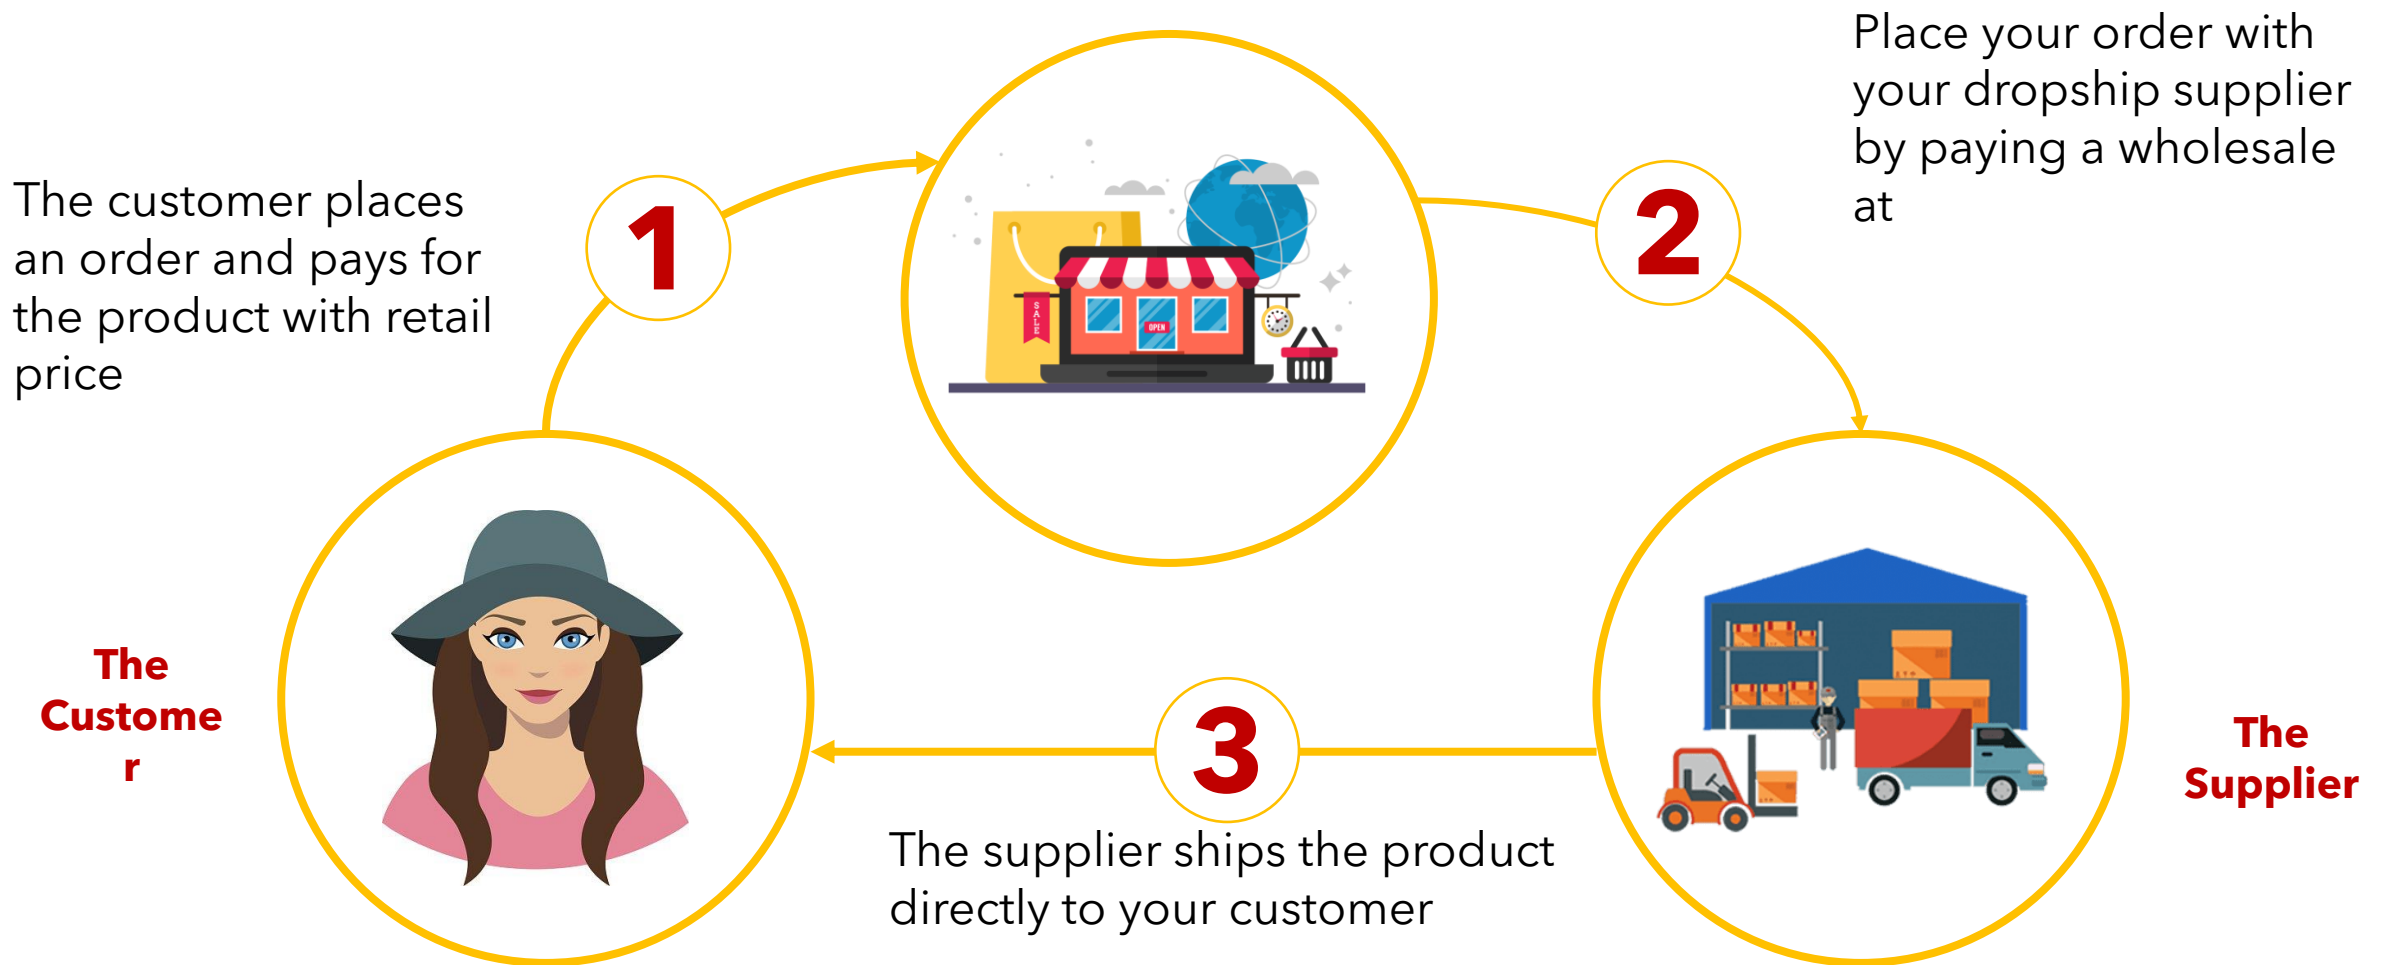 The customer places
an order and pays for
the product with retail
price
1
SALE
OPEN
2
Place your order with
your dropship supplier
by paying a wholesale
at
The
Custome
r
3
The supplier ships the product
directly to your customer
The
Supplier